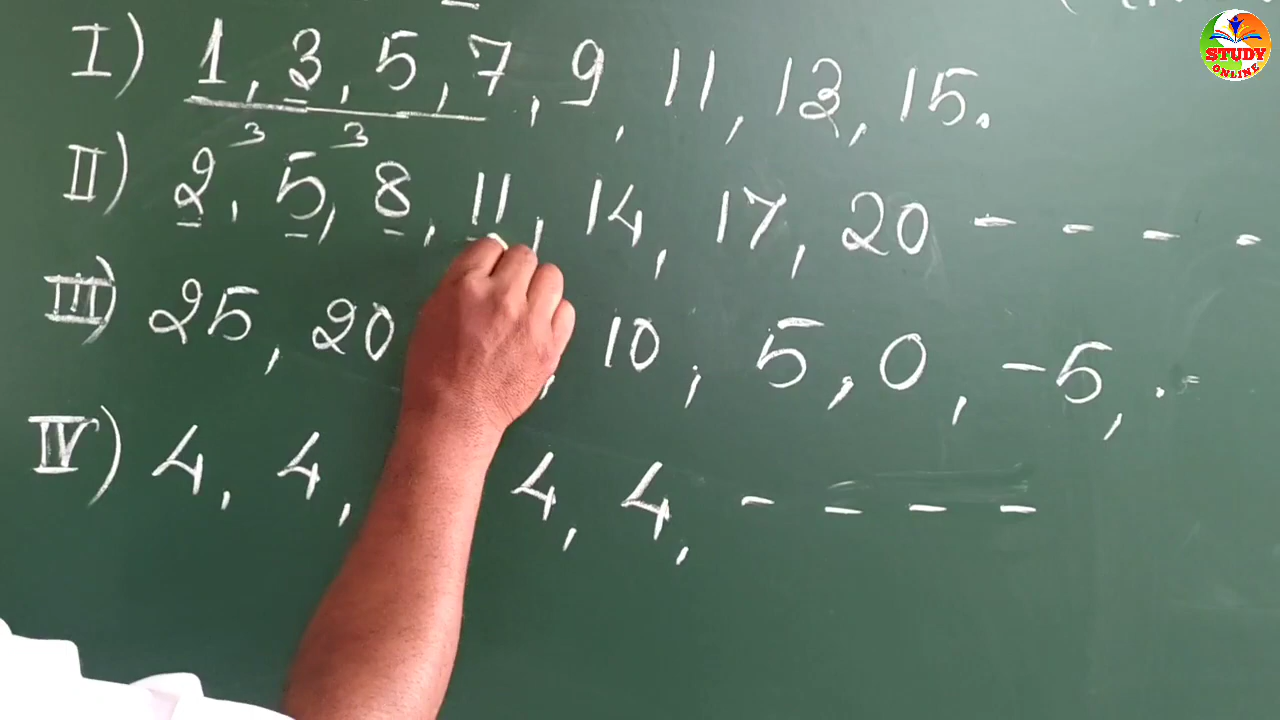 I) 1, 3, 5, 7, 9, 11, 13, 15.
3 3
II) 2, 5, 8, 11, 14, 17, 20 - - - -
III) 25, 20 , 10, 5, 0, -5, .
IV) 4, 4, 4, 4, - - - -
STUDY
ONLINE